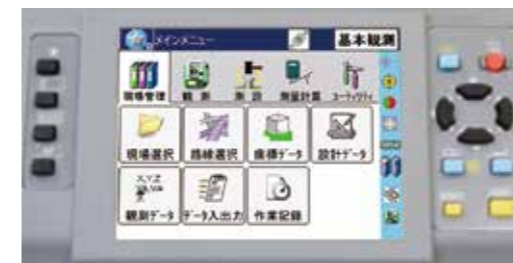 メインメニュー 基本観測
現場管理 観測 測設 測量計算 ユーティリティ
現場選択 路線選択 座標データ 設計データ
X,Y,Z
観測データ データ入出力 作業記録